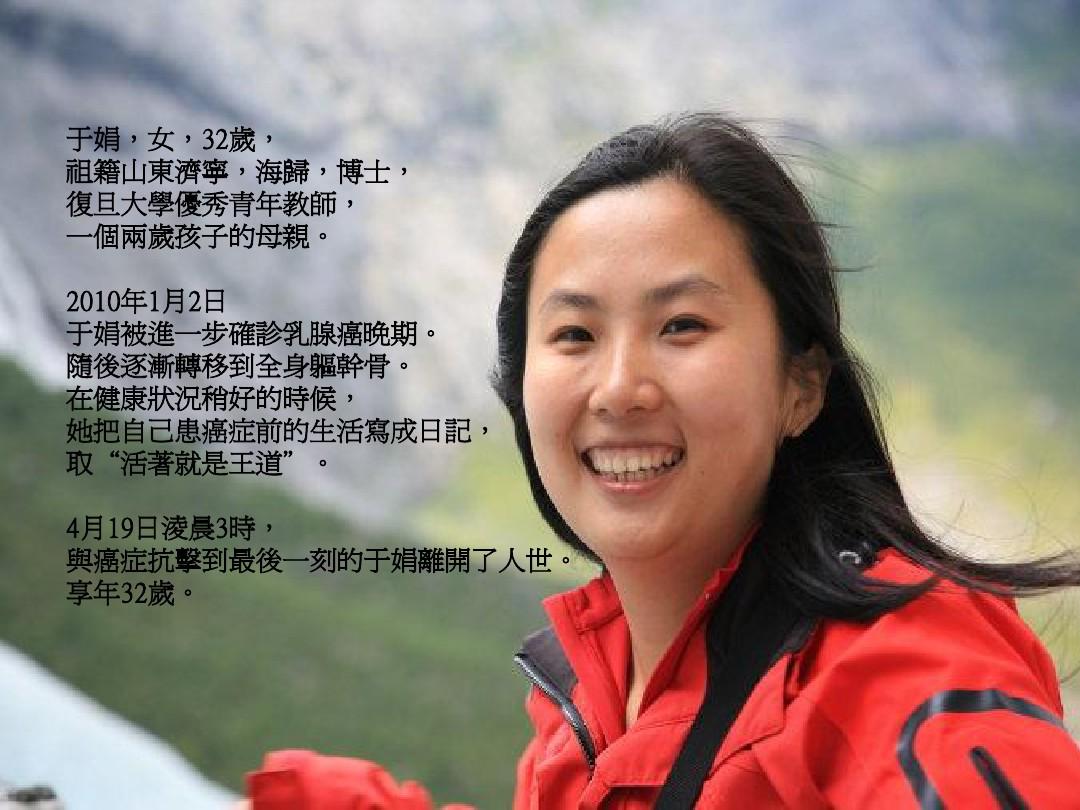 于娟，女，32歲，
祖籍山東濟寧，海歸，博士，
復旦大學優秀青年教師，
一個兩歲孩子的母親。
2010年1月2日
于娟被進一步確診乳腺癌晚期。
隨後逐漸轉移到全身軀幹骨。
在健康狀況稍好的時候，
她把自己患癌症前的生活寫成日記，
取“活著就是王道”。
4月19日淩晨3時，
與癌症抗擊到最後一刻的于娟離開了人世。
享年32歲。